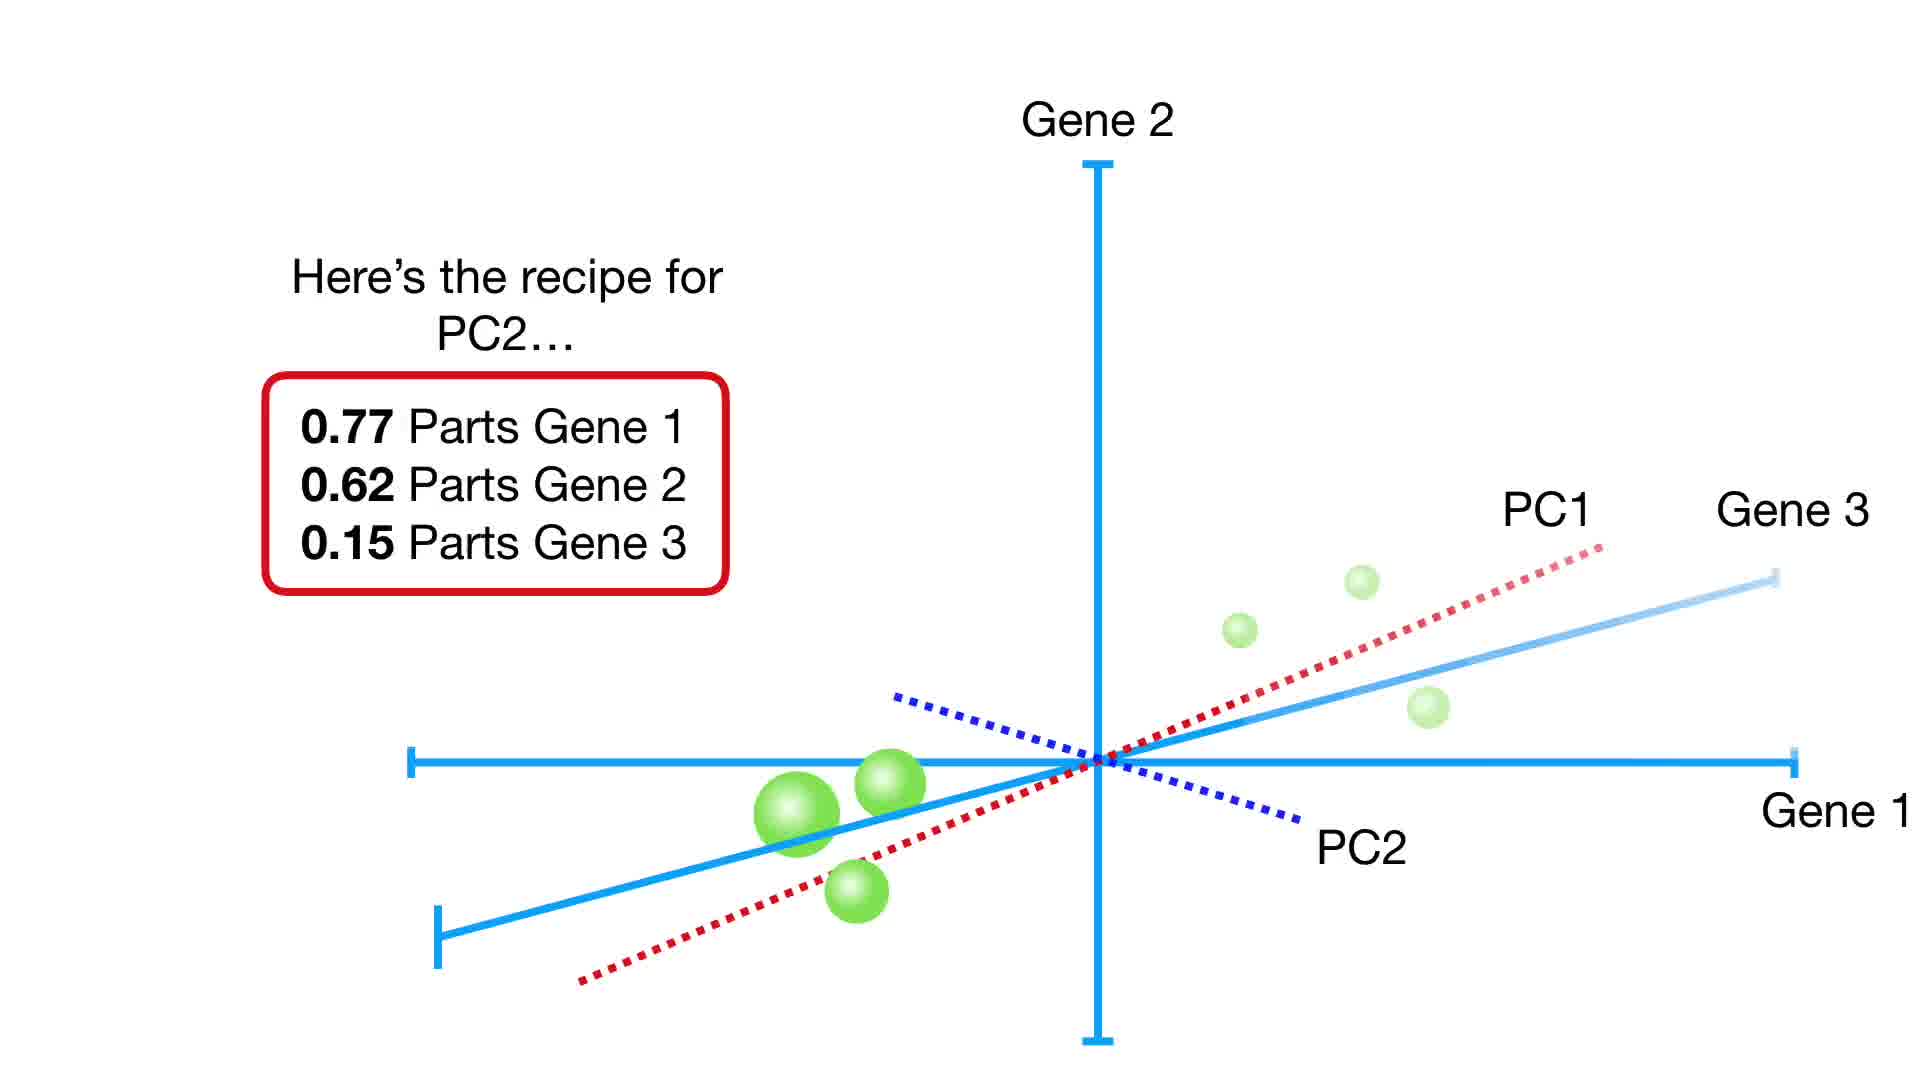 Gene 2
Here’s the recipe for
PC2…
0.77 Parts Gene 1
0.62 Parts Gene 2
0.15 Parts Gene 3
PC1
Gene 3
Gene 1
PC2